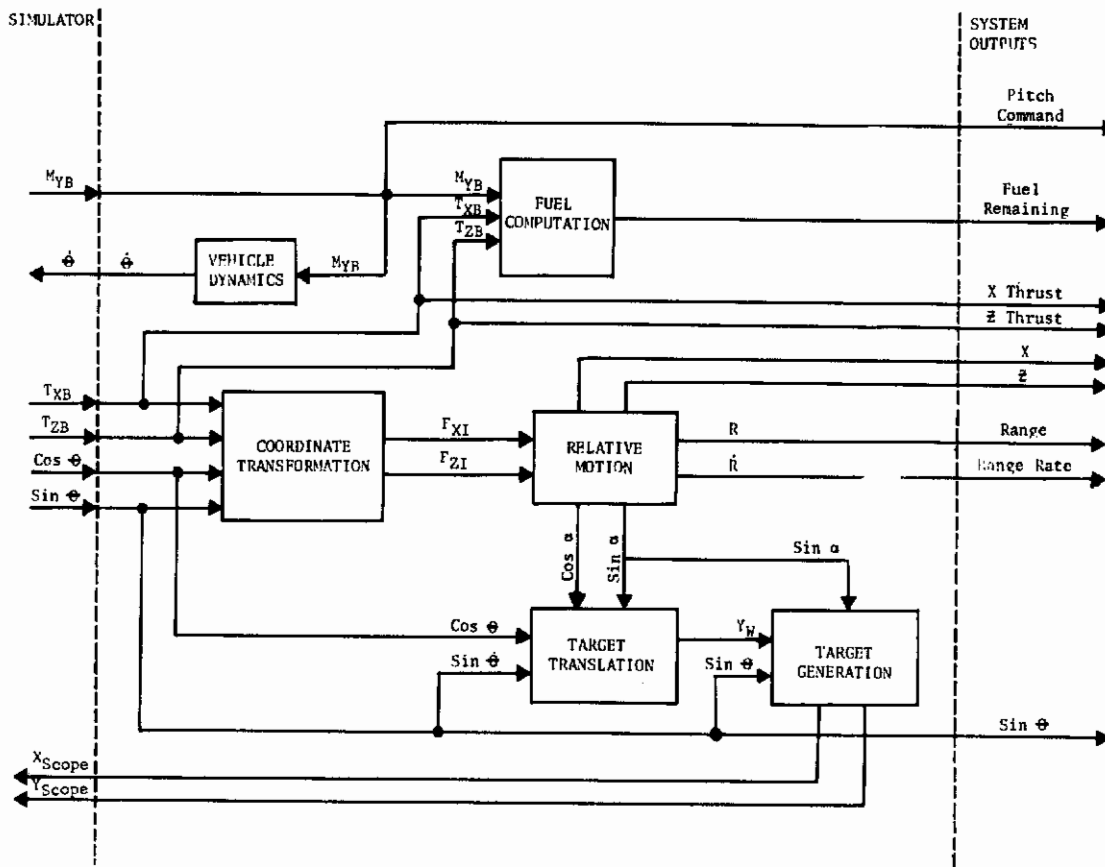 SIMULATOR
SYSTEM
OUTPUTS
Pitch
Command
M_YB
M_YB
T_XB
T_ZB
FUEL
COMPUTATION
Fuel
Remaining
θ̇
θ̇
VEHICLE
DYNAMICS
M_YB
X Thrust
Z Thrust
X
Z
T_XB
T_ZB
Cos θ
Sin θ
COORDINATE
TRANSFORMATION
F_XI
F_ZI
RELATIVE
MOTION
R
Range
Ṙ
Range Rate
Cos α
Sin α
Sin α
Cos θ
Sin θ
TARGET
TRANSLATION
Y_W
Sin θ
TARGET
GENERATION
Sin θ
X_Scope
Y_Scope